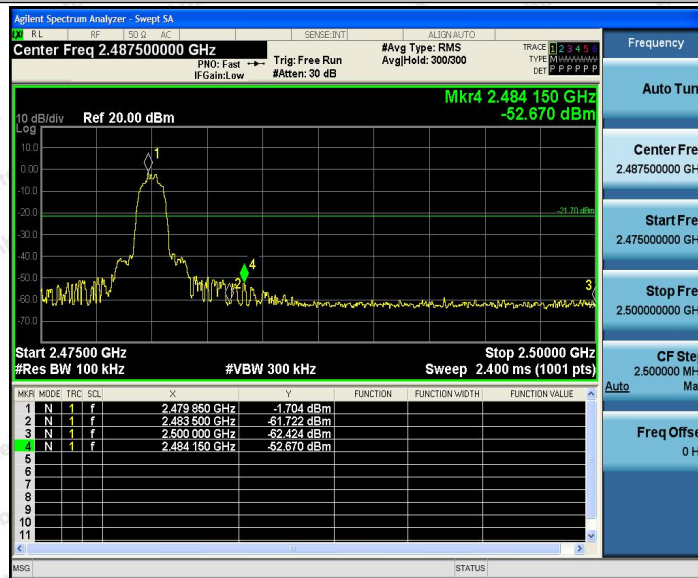 Agilent Spectrum Analyzer - Swept SA
LXI RL RF 50 Ω AC SENSE:INT ALIGNAUTO
Center Freq 2.487500000 GHz
PNO: Fast
IFGain:Low
Trig: Free Run
#Atten: 30 dB
#Avg Type: RMS
Avg|Hold: 300/300
TRACE 1 2 3 4 5 6
TYPE M
DET P P P P P P
Mkr4 2.484 150 GHz
-52.670 dBm
10 dB/div Ref 20.00 dBm
Log
10.0
0.00
-10.0
-20.0
-30.0
-40.0
-50.0
-60.0
-70.0
1
-21.70 dBm
2
4
3
Start 2.47500 GHz Stop 2.50000 GHz
#Res BW 100 kHz #VBW 300 kHz Sweep 2.400 ms (1001 pts)
MKR MODE TRC SCL X Y FUNCTION FUNCTION WIDTH FUNCTION VALUE
1 N 1 f 2.479 850 GHz -1.704 dBm
2 N 1 f 2.483 500 GHz -61.722 dBm
3 N 1 f 2.500 000 GHz -62.424 dBm
4 N 1 f 2.484 150 GHz -52.670 dBm
5
6
7
8
9
10
11
MSG STATUS
Frequency
Auto Tun
Center Fre
2.487500000 GH
Start Fre
2.475000000 GH
Stop Fre
2.500000000 GH
CF Ste
2.500000 MH
Auto Ma
Freq Offse
0 H